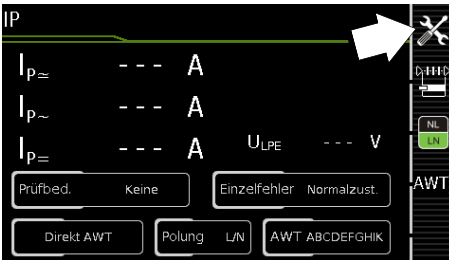 IP
IP≃ --- A
IP~ --- A
IP= --- A ULPE --- V
NL
LN
AWT
Prüfbed. Keine Einzelfehler Normalzust.
Direkt AWT Polung L/N AWT ABCDEFGHIK